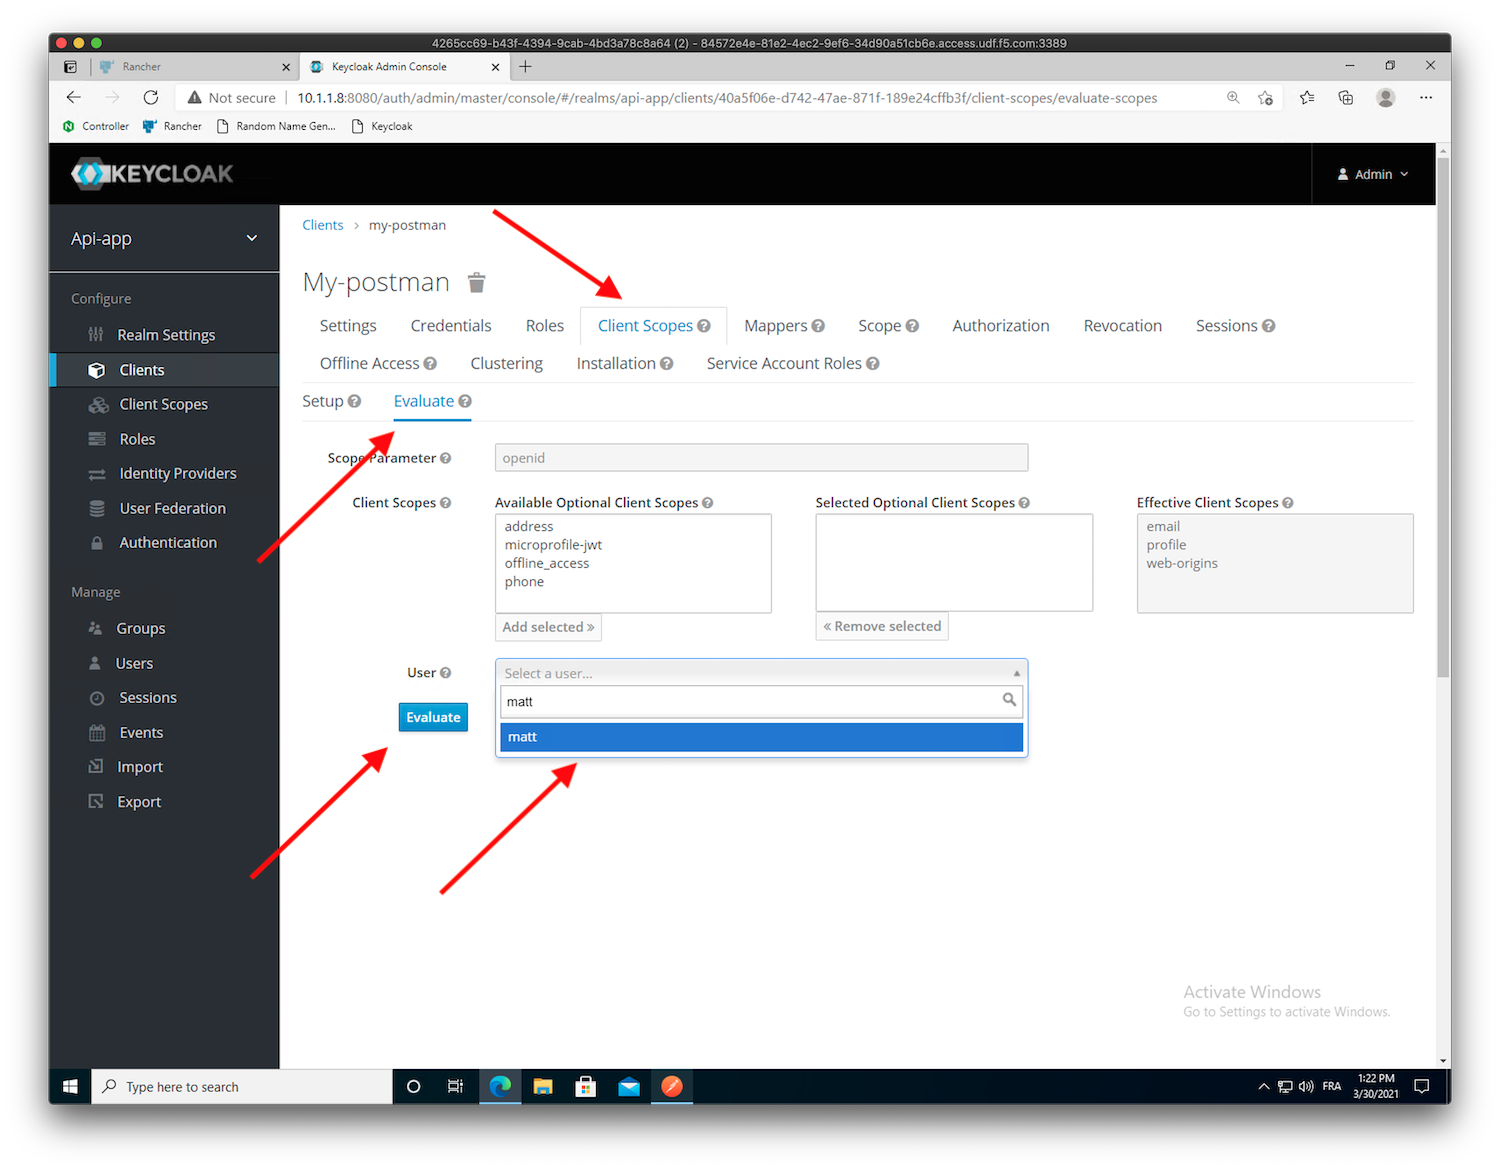 4265cc69-b43f-4394-9cab-4bd3a78c8a64 (2) - 84572e4e-81e2-4ec2-9ef6-34d90a51cb6e.access.udf.f5.com:3389
Rancher
Keycloak Admin Console
Not secure
10.1.1.8:8080/auth/admin/master/console/#/realms/api-app/clients/40a5f06e-d742-47ae-871f-189e24cffb3f/client-scopes/evaluate-scopes
Controller
Rancher
Random Name Gen...
Keycloak
KEYCLOAK
Admin
Api-app
Configure
Realm Settings
Clients
Client Scopes
Roles
Identity Providers
User Federation
Authentication
Manage
Groups
Users
Sessions
Events
Import
Export
Clients > my-postman
My-postman
Settings Credentials Roles Client Scopes Mappers Scope Authorization Revocation Sessions
Offline Access Clustering Installation Service Account Roles
Setup Evaluate
Scope Parameter
openid
Client Scopes
Available Optional Client Scopes
address
microprofile-jwt
offline_access
phone
Add selected »
Selected Optional Client Scopes
« Remove selected
Effective Client Scopes
email
profile
web-origins
User
Select a user...
matt
matt
Evaluate
Activate Windows
Go to Settings to activate Windows.
Type here to search
FRA
1:22 PM
3/30/2021